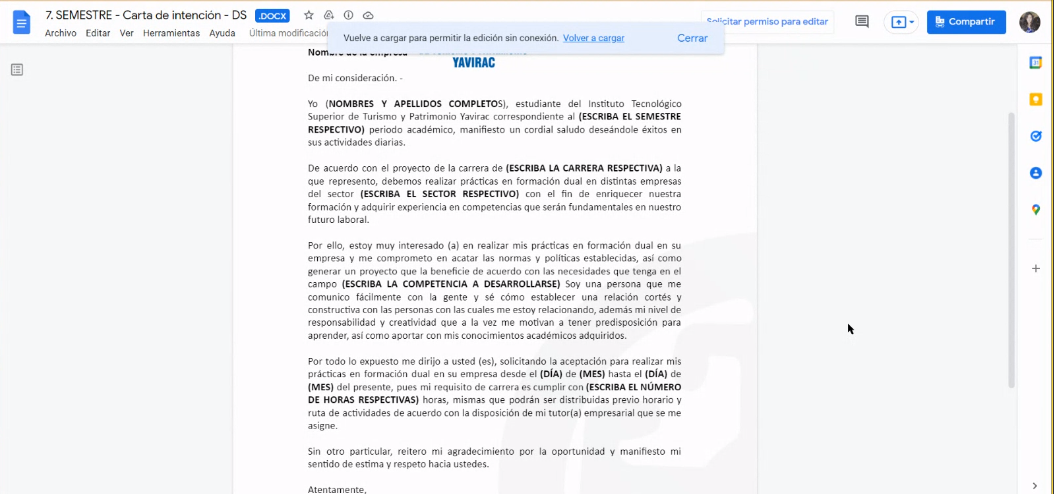 7. SEMESTRE - Carta de intención - DS .DOCX
Solicitar permiso para editar
Compartir
Archivo Editar Ver Herramientas Ayuda Última modificación
Vuelve a cargar para permitir la edición sin conexión. Volver a cargar Cerrar
Nombre de la empresa
YAVIRAC
De mi consideración. -
Yo (NOMBRES Y APELLIDOS COMPLETOS), estudiante del Instituto Tecnológico
Superior de Turismo y Patrimonio Yavirac correspondiente al (ESCRIBA EL SEMESTRE
RESPECTIVO) periodo académico, manifiesto un cordial saludo deseándole éxitos en
sus actividades diarias.
De acuerdo con el proyecto de la carrera de (ESCRIBA LA CARRERA RESPECTIVA) a la
que represento, debemos realizar prácticas en formación dual en distintas empresas
del sector (ESCRIBA EL SECTOR RESPECTIVO) con el fin de enriquecer nuestra
formación y adquirir experiencia en competencias que serán fundamentales en nuestro
futuro laboral.
Por ello, estoy muy interesado (a) en realizar mis prácticas en formación dual en su
empresa y me comprometo en acatar las normas y políticas establecidas, así como
generar un proyecto que la beneficie de acuerdo con las necesidades que tenga en el
campo (ESCRIBA LA COMPETENCIA A DESARROLLARSE) Soy una persona que me
comunico fácilmente con la gente y sé cómo establecer una relación cortés y
constructiva con las personas con las cuales me estoy relacionando, además mi nivel de
responsabilidad y creatividad que a la vez me motivan a tener predisposición para
aprender, así como aportar con mis conocimientos académicos adquiridos.
Por todo lo expuesto me dirijo a usted (es), solicitando la aceptación para realizar mis
prácticas en formación dual en su empresa desde el (DÍA) de (MES) hasta el (DÍA) de
(MES) del presente, pues mi requisito de carrera es cumplir con (ESCRIBA EL NÚMERO
DE HORAS RESPECTIVAS) horas, mismas que podrán ser distribuidas previo horario y
ruta de actividades de acuerdo con la disposición de mi tutor(a) empresarial que se me
asigne.
Sin otro particular, reitero mi agradecimiento por la oportunidad y manifiesto mi
sentido de estima y respeto hacia ustedes.
Atentamente,